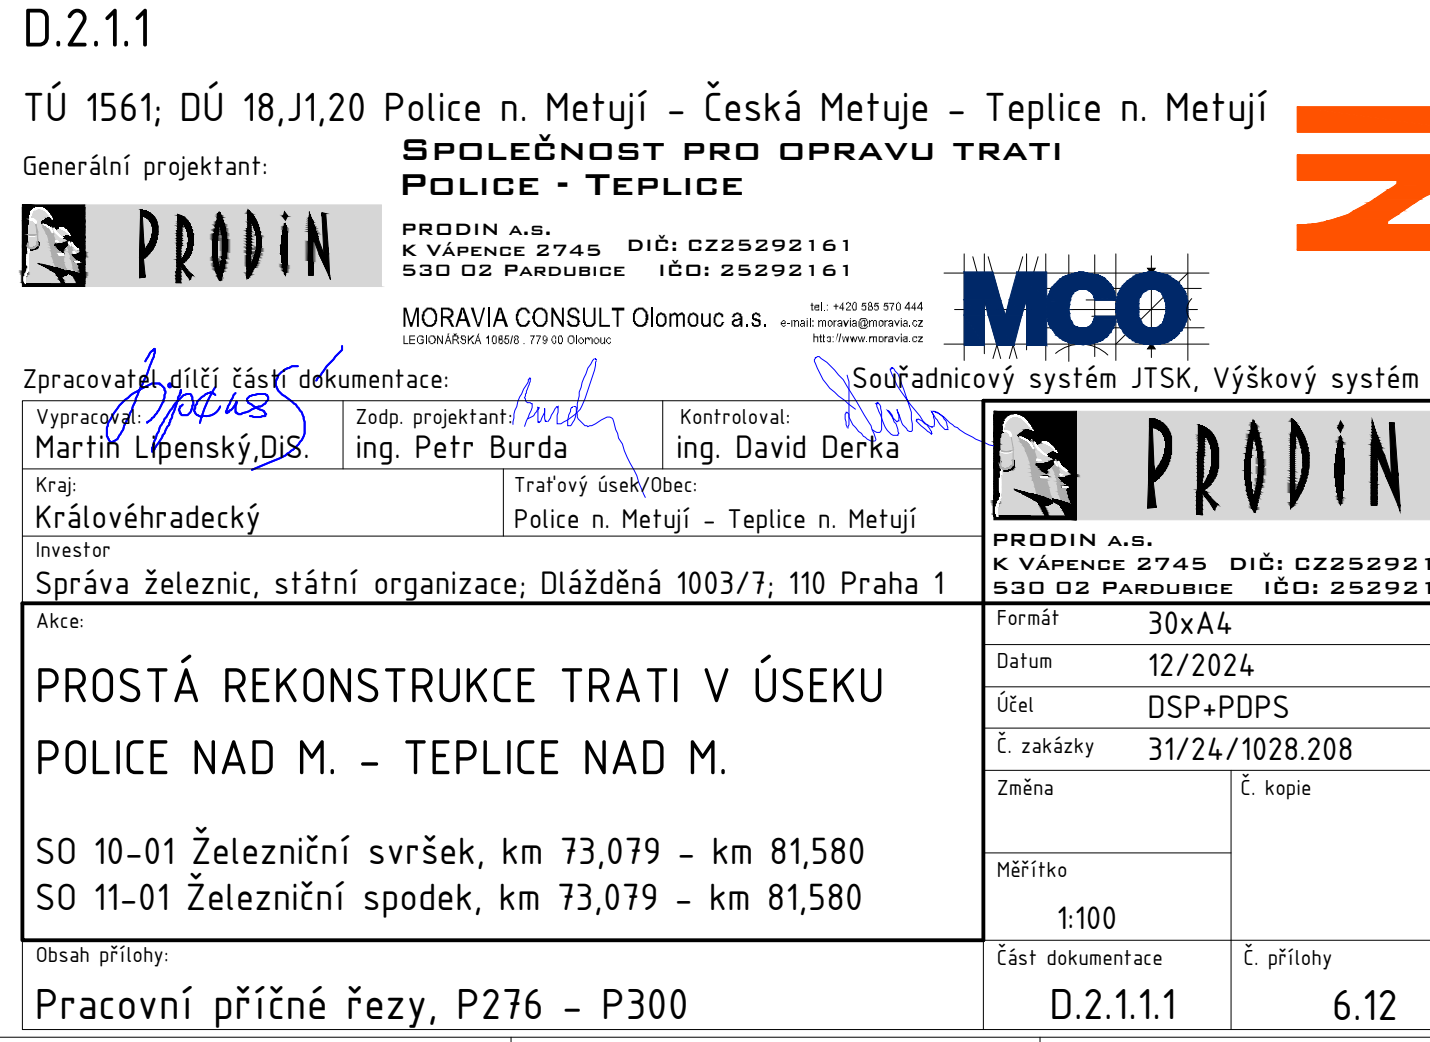 D.2.1.1
TÚ 1561; DÚ 18,J1,20 Police n. Metují - Česká Metuje - Teplice n. Metují
Generální projektant:
SPOLEČNOST PRO OPRAVU TRATI
POLICE - TEPLICE
PRODIN
PRODIN A.S.
K VÁPENCE 2745 DIČ: CZ25292161
530 02 PARDUBICE IČO: 25292161
MORAVIA CONSULT Olomouc a.s.
LEGIONÁŘSKÁ 1085/8 . 779 00 Olomouc
tel.: +420 585 570 444
e-mail: moravia@moravia.cz
http://www.moravia.cz
MCO
Zpracovatel dílčí části dokumentace:
Souřadnicový systém JTSK, Výškový systém
Vypracoval: Zodp. projektant: Kontroloval:
Martin Lipenský,DiS. ing. Petr Burda ing. David Derka
Kraj: Traťový úsek/Obec:
Královéhradecký Police n. Metují - Teplice n. Metují
Investor
Správa železnic, státní organizace; Dlážděná 1003/7; 110 Praha 1
PRODIN
PRODIN A.S.
K VÁPENCE 2745 DIČ: CZ252921
530 02 PARDUBICE IČO: 252921
Akce:
PROSTÁ REKONSTRUKCE TRATI V ÚSEKU
POLICE NAD M. - TEPLICE NAD M.
SO 10-01 Železniční svršek, km 73,079 - km 81,580
SO 11-01 Železniční spodek, km 73,079 - km 81,580
Formát 30xA4
Datum 12/2024
Účel DSP+PDPS
Č. zakázky 31/24/1028.208
Změna Č. kopie
Měřítko
1:100
Obsah přílohy:
Pracovní příčné řezy, P276 - P300
Část dokumentace Č. přílohy
D.2.1.1.1 6.12